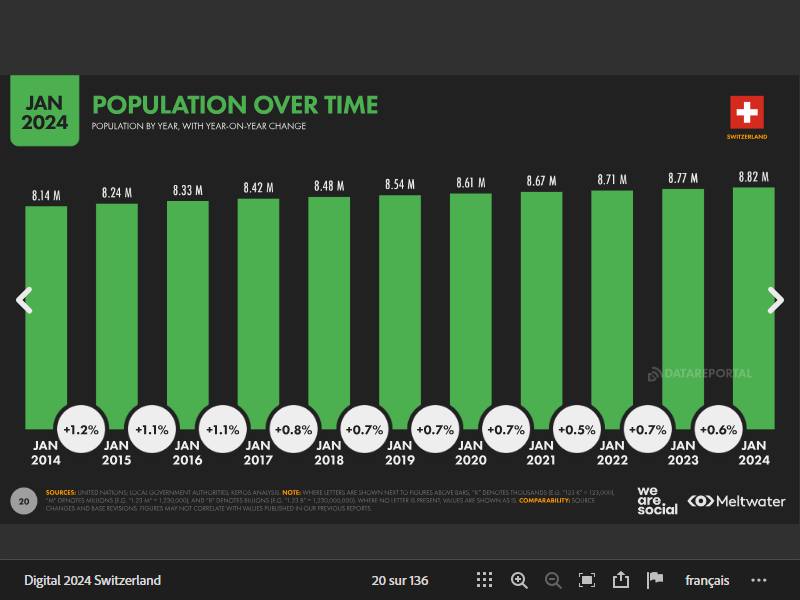 JAN
2024
POPULATION OVER TIME
POPULATION BY YEAR, WITH YEAR-ON-YEAR CHANGE
SWITZERLAND
8.14 M 8.24 M 8.33 M 8.42 M 8.48 M 8.54 M 8.61 M 8.67 M 8.71 M 8.77 M 8.82 M
DATAREPORTAL
+1.2% +1.1% +1.1% +0.8% +0.7% +0.7% +0.7% +0.5% +0.7% +0.6%
JAN JAN JAN JAN JAN JAN JAN JAN JAN JAN JAN
2014 2015 2016 2017 2018 2019 2020 2021 2022 2023 2024
20
SOURCES: UNITED NATIONS; LOCAL GOVERNMENT AUTHORITIES; KEPIOS ANALYSIS. NOTE: WHERE LETTERS ARE SHOWN NEXT TO FIGURES ABOVE BARS, "K" DENOTES THOUSANDS (E.G. "123 K" = 123,000),
"M" DENOTES MILLIONS (E.G. "1.23 M" = 1,230,000), AND "B" DENOTES BILLIONS (E.G. "1.23 B" = 1,230,000,000). WHERE NO LETTER IS PRESENT, VALUES ARE SHOWN AS IS. COMPARABILITY: SOURCE
CHANGES AND BASE REVISIONS. FIGURES MAY NOT CORRELATE WITH VALUES PUBLISHED IN OUR PREVIOUS REPORTS.
we
are.
social
Meltwater
Digital 2024 Switzerland
20 sur 136
français